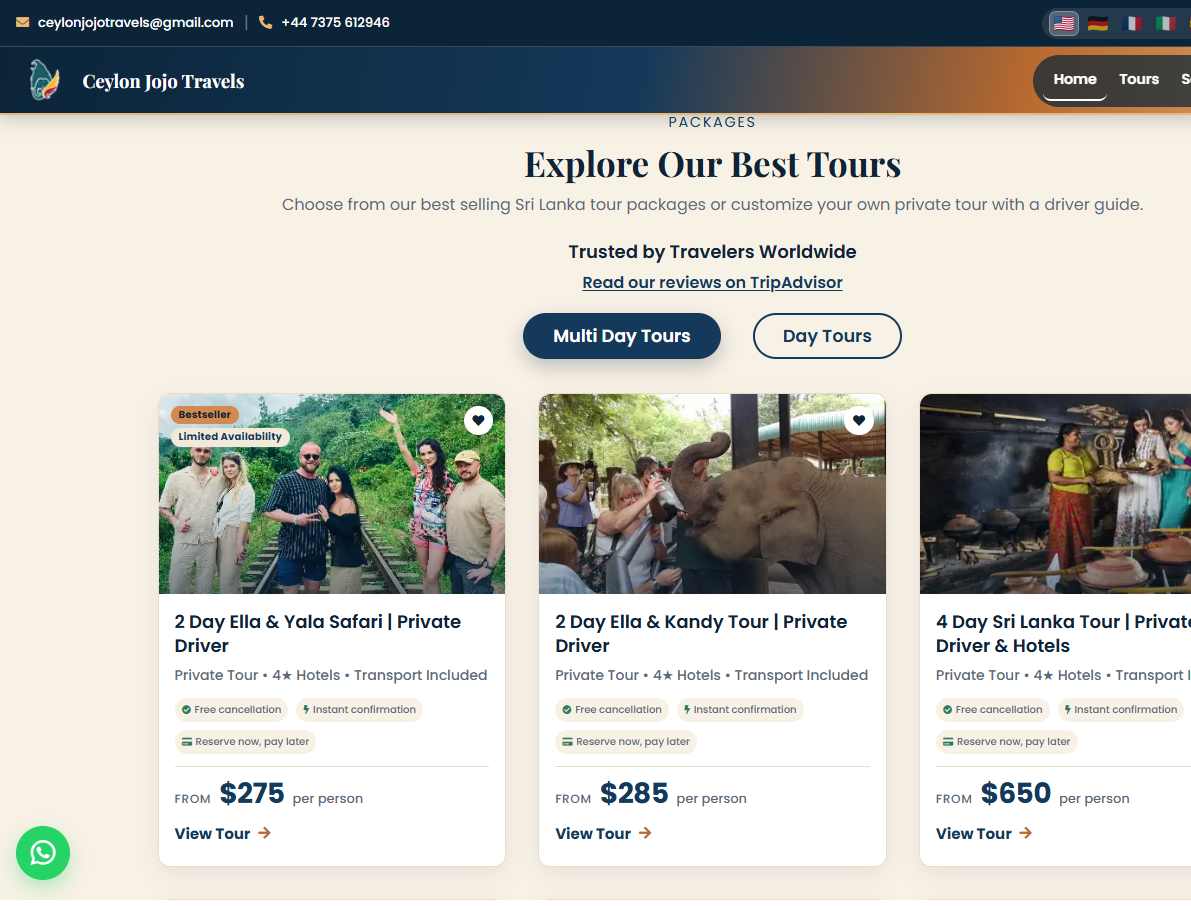 ceylonjojotravels@gmail.com | +44 7375 612946
Ceylon Jojo Travels
Home Tours
PACKAGES
Explore Our Best Tours
Choose from our best selling Sri Lanka tour packages or customize your own private tour with a driver guide.
Trusted by Travelers Worldwide
Read our reviews on TripAdvisor
Multi Day Tours Day Tours
Bestseller
Limited Availability
2 Day Ella & Yala Safari | Private
Driver
Private Tour • 4★ Hotels • Transport Included
Free cancellation Instant confirmation
Reserve now, pay later
FROM $275 per person
View Tour →
2 Day Ella & Kandy Tour | Private
Driver
Private Tour • 4★ Hotels • Transport Included
Free cancellation Instant confirmation
Reserve now, pay later
FROM $285 per person
View Tour →
4 Day Sri Lanka Tour | Private
Driver & Hotels
Private Tour • 4★ Hotels • Transport
Free cancellation Instant confirmation
Reserve now, pay later
FROM $650 per person
View Tour →